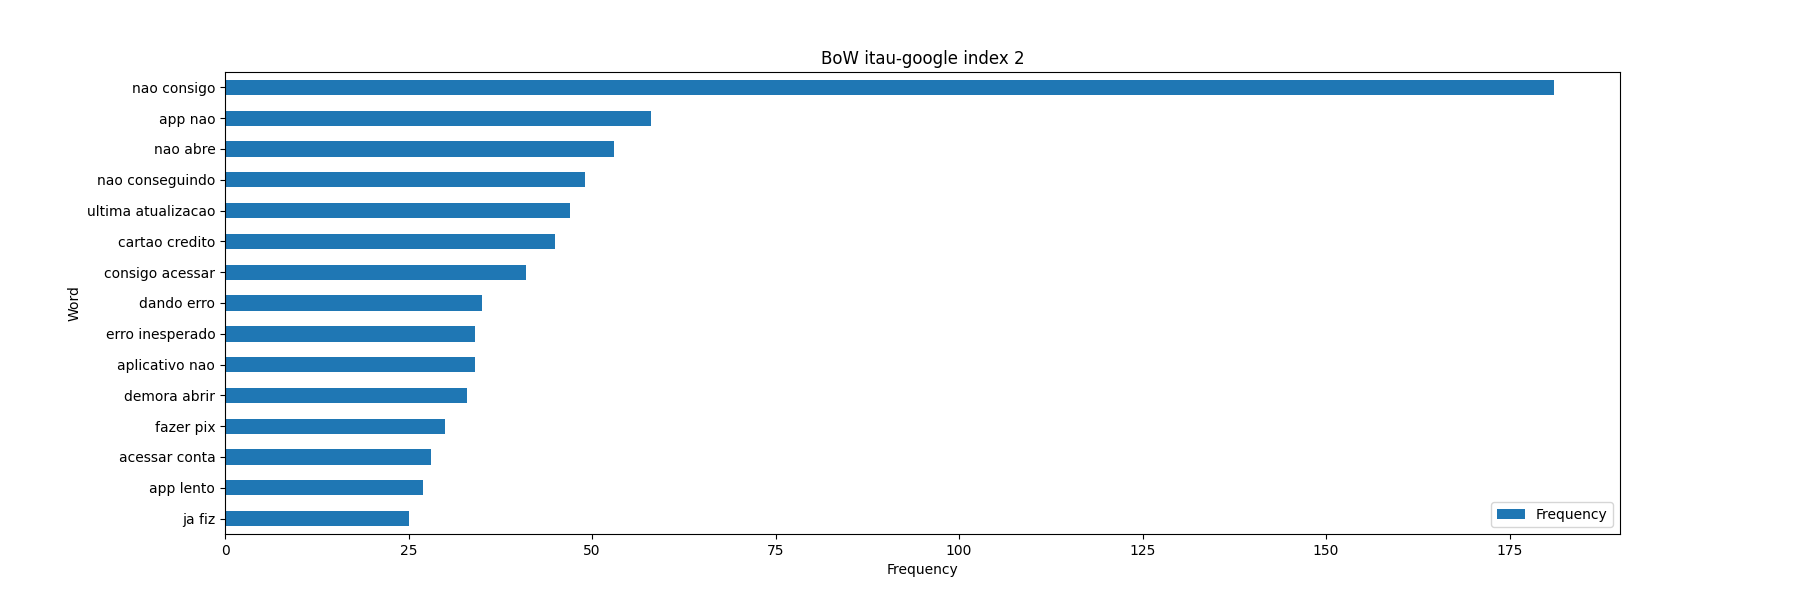 BoW itau-google index 2
nao consigo
app nao
nao abre
nao conseguindo
ultima atualizacao
cartao credito
consigo acessar
dando erro
erro inesperado
aplicativo nao
demora abrir
fazer pix
acessar conta
app lento
ja fiz
Word
Frequency
0 25 50 75 100 125 150 175
Frequency